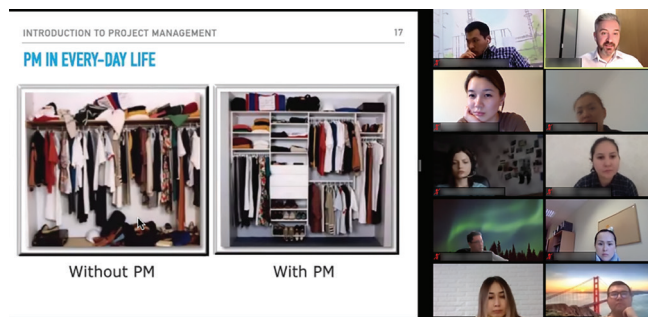 INTRODUCTION TO PROJECT MANAGEMENT 17
PM IN EVERY-DAY LIFE
Without PM
With PM